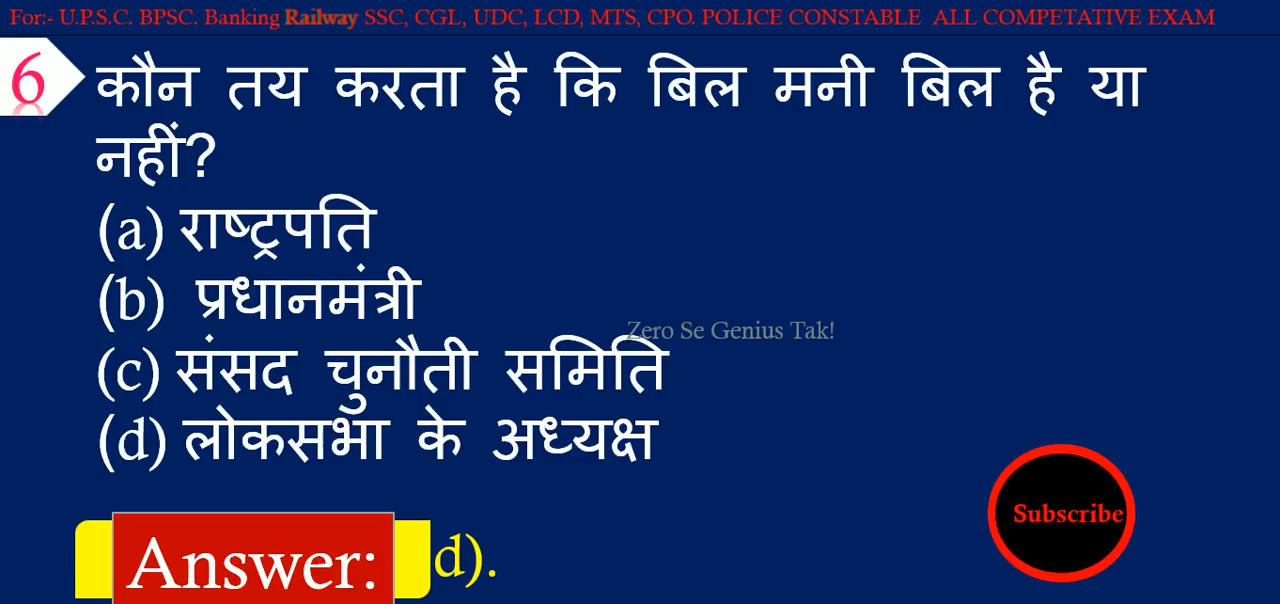 For:- U.P.S.C. BPSC. Banking Railway SSC, CGL, UDC, LCD, MTS, CPO. POLICE CONSTABLE ALL COMPETATIVE EXAM
6 कौन तय करता है कि बिल मनी बिल है या
नहीं?
(a) राष्ट्रपति
(b) प्रधानमंत्री
Zero Se Genius Tak!
(c) संसद चुनौती समिति
(d) लोकसभा के अध्यक्ष
Subscribe
Answer: d).